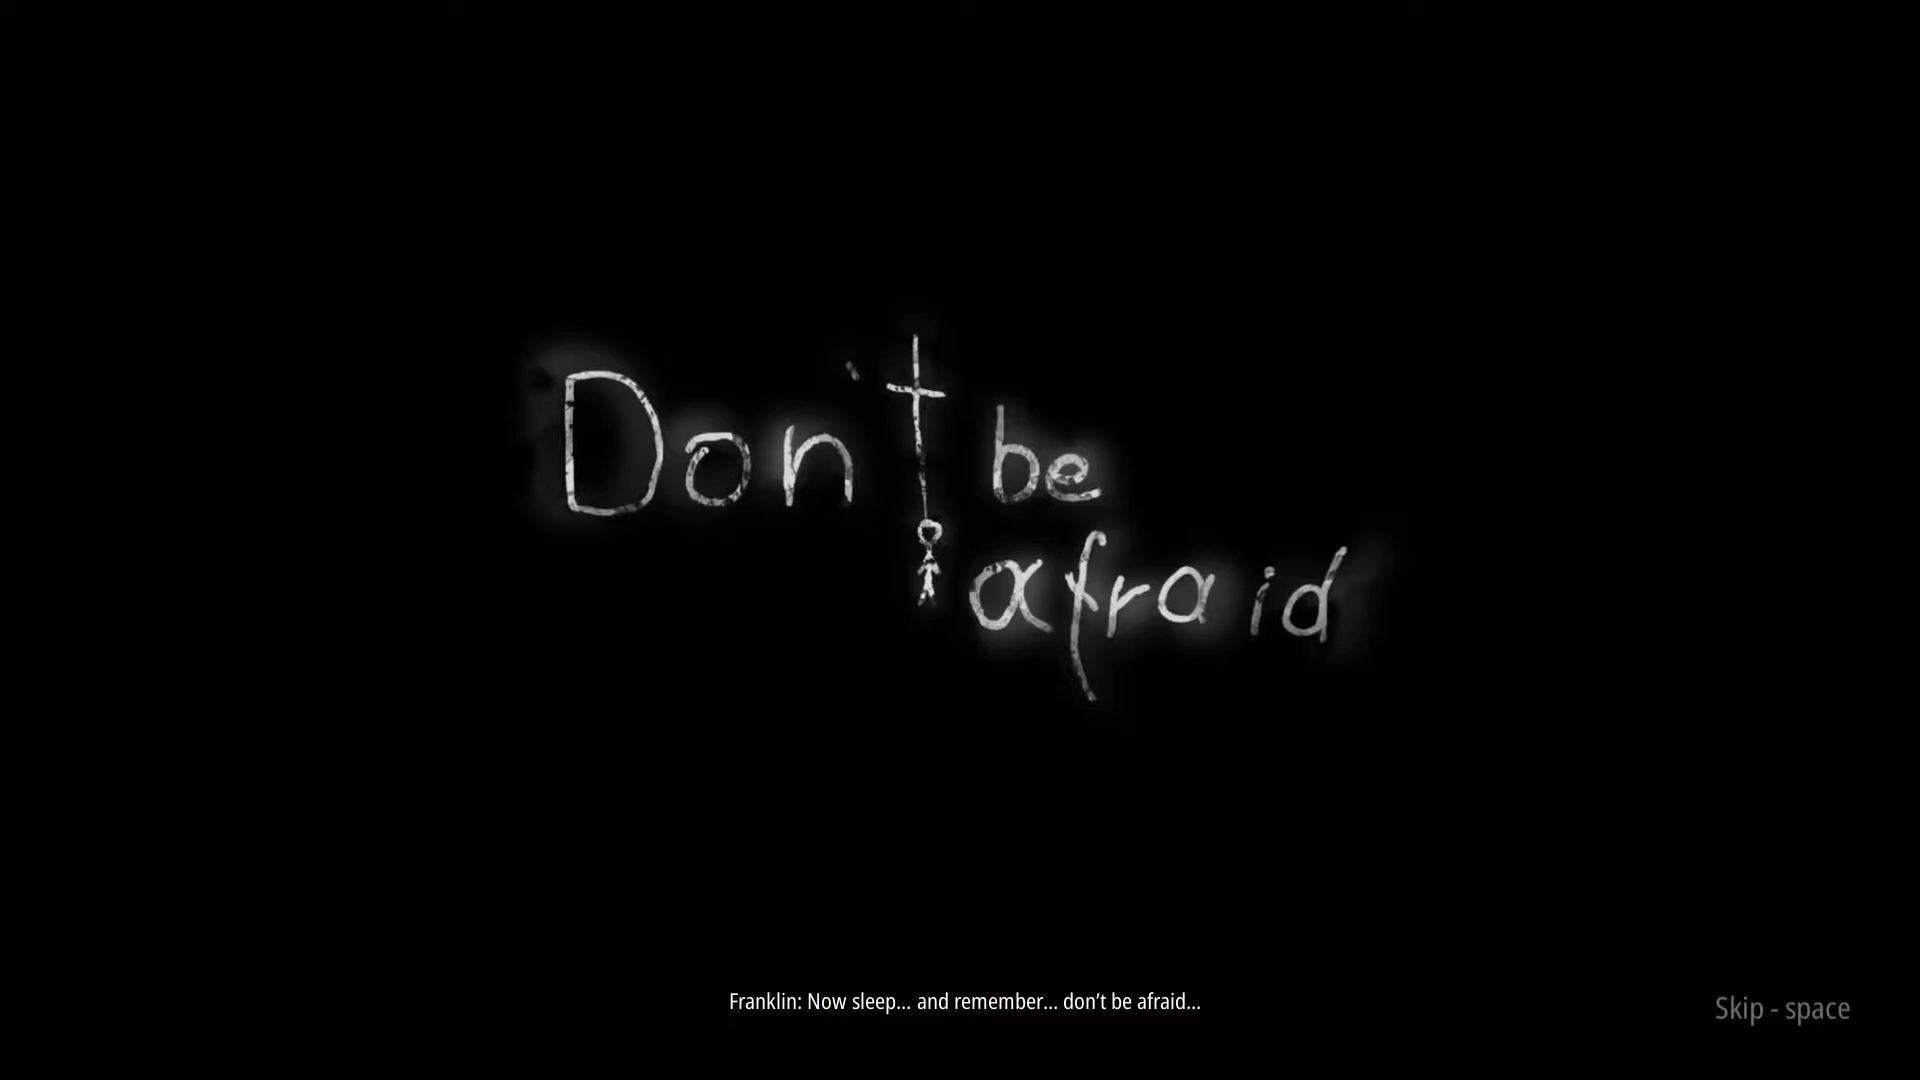 Don't be
afraid
Franklin: Now sleep... and remember... don't be afraid...
Skip - space